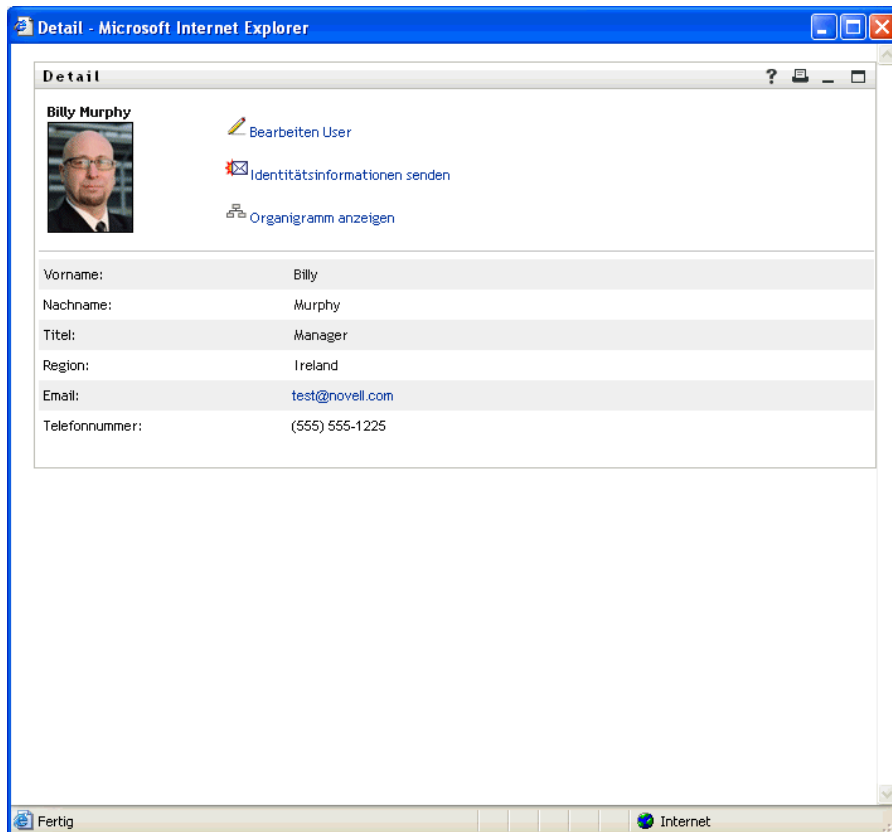 Detail - Microsoft Internet Explorer
Detail ?
Billy Murphy
Bearbeiten User
Identitätsinformationen senden
Organigramm anzeigen
Vorname: Billy
Nachname: Murphy
Titel: Manager
Region: Ireland
Email: test@novell.com
Telefonnummer: (555) 555-1225
Fertig Internet